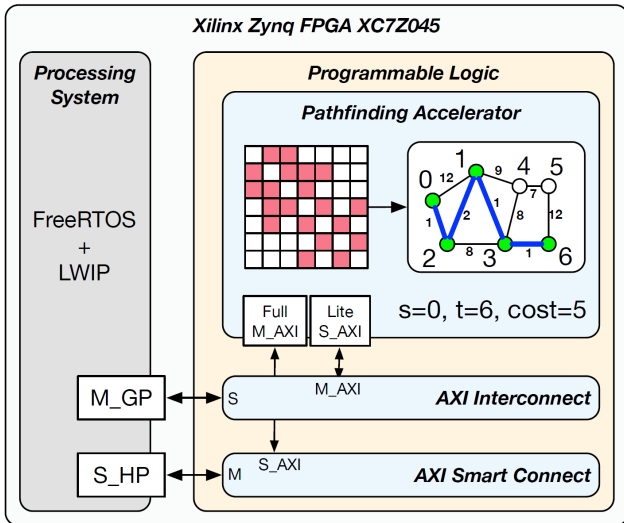 Xilinx Zynq FPGA XC7Z045
Processing
System
FreeRTOS
+
LWIP
M_GP
S_HP
Programmable Logic
Pathfinding Accelerator
0
1
2
3
4
5
6
12
9
7
1
2
1
8
12
8
1
s=0, t=6, cost=5
Full
M_AXI
Lite
S_AXI
S
M_AXI
AXI Interconnect
S_AXI
M
AXI Smart Connect